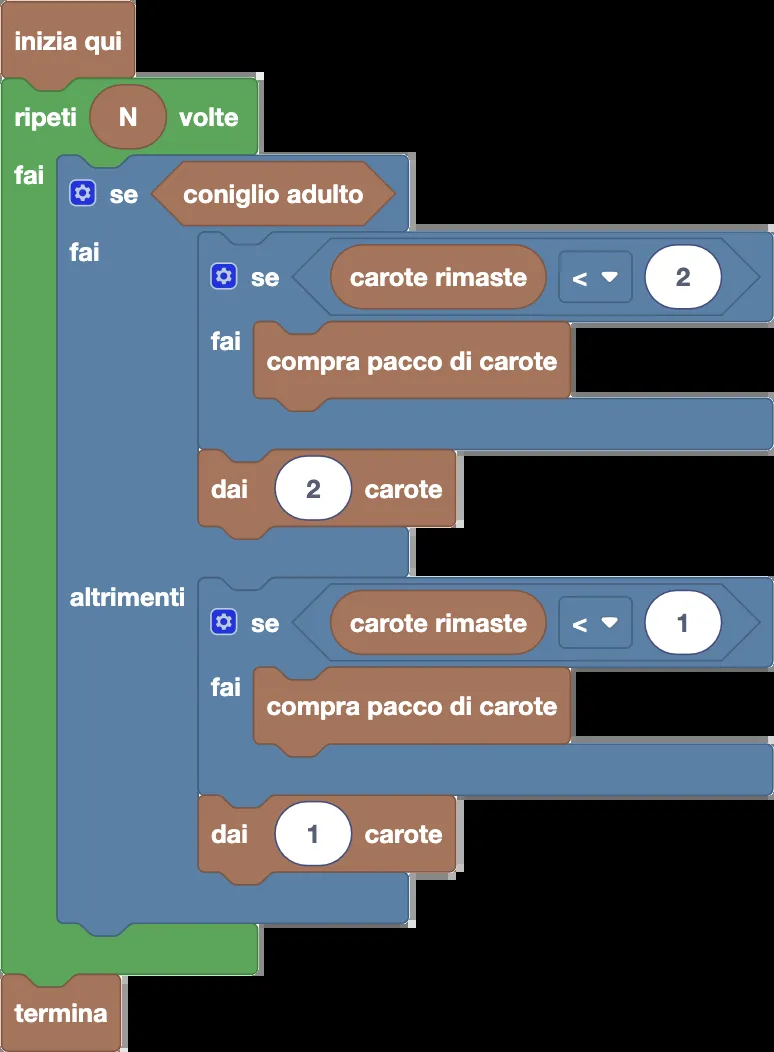 inizia qui
ripeti N volte
fai
se coniglio adulto
fai
se carote rimaste < 2
fai
compra pacco di carote
dai 2 carote
altrimenti
se carote rimaste < 1
fai
compra pacco di carote
dai 1 carote
termina